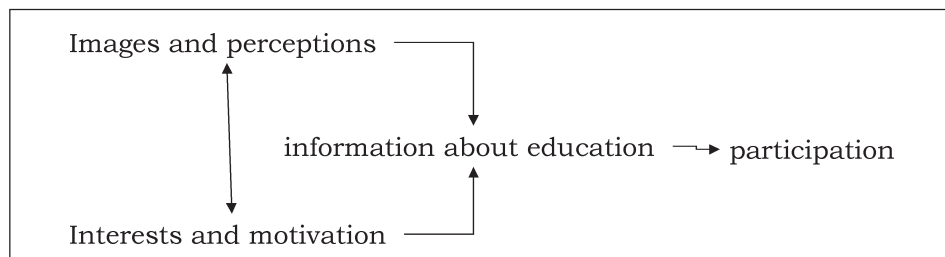 Images and perceptions
information about education
participation
Interests and motivation